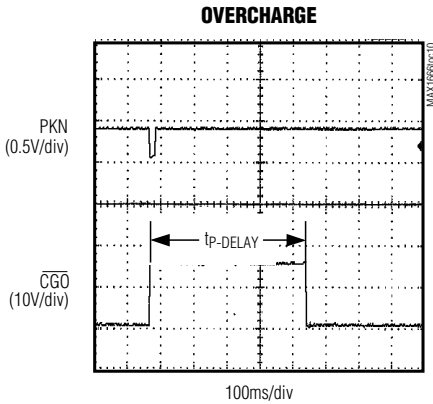 OVERCHARGE
MAX1666toc10
PKN
(0.5V/div)
tP-DELAY
CGO
(10V/div)
100ms/div